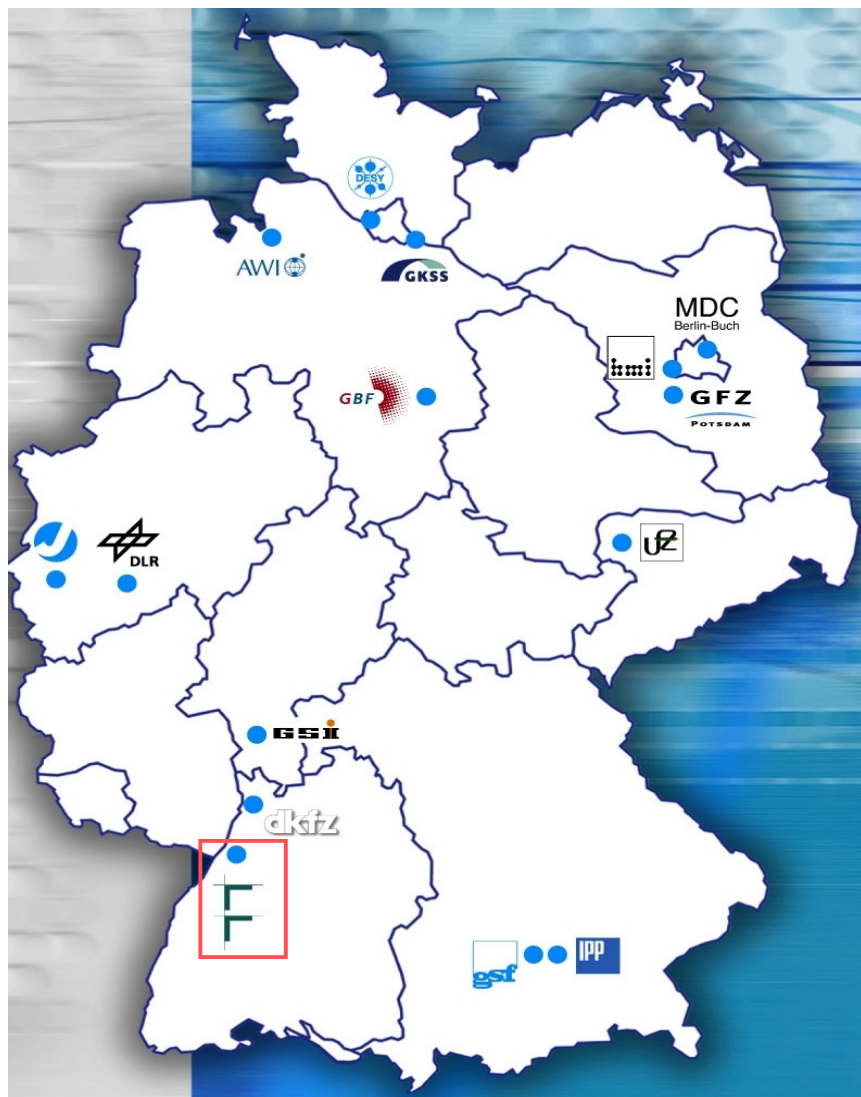 DESY
AWI
GKSS
MDC
Berlin-Buch
hmi
GBF
GFZ
POTSDAM
DLR
UFZ
GSI
dkfz
gsf
IPP